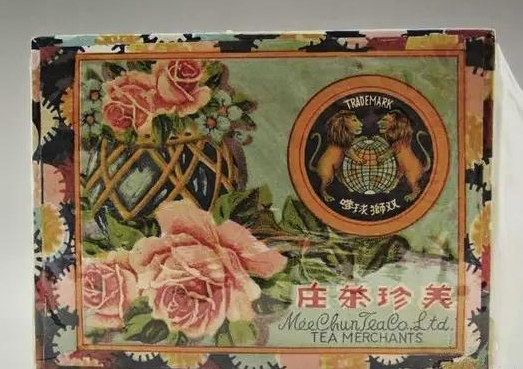 TRADEMARK
双獅球嘜
美珍茶庄
Mee Chun Tea Co., Ltd.
TEA MERCHANTS